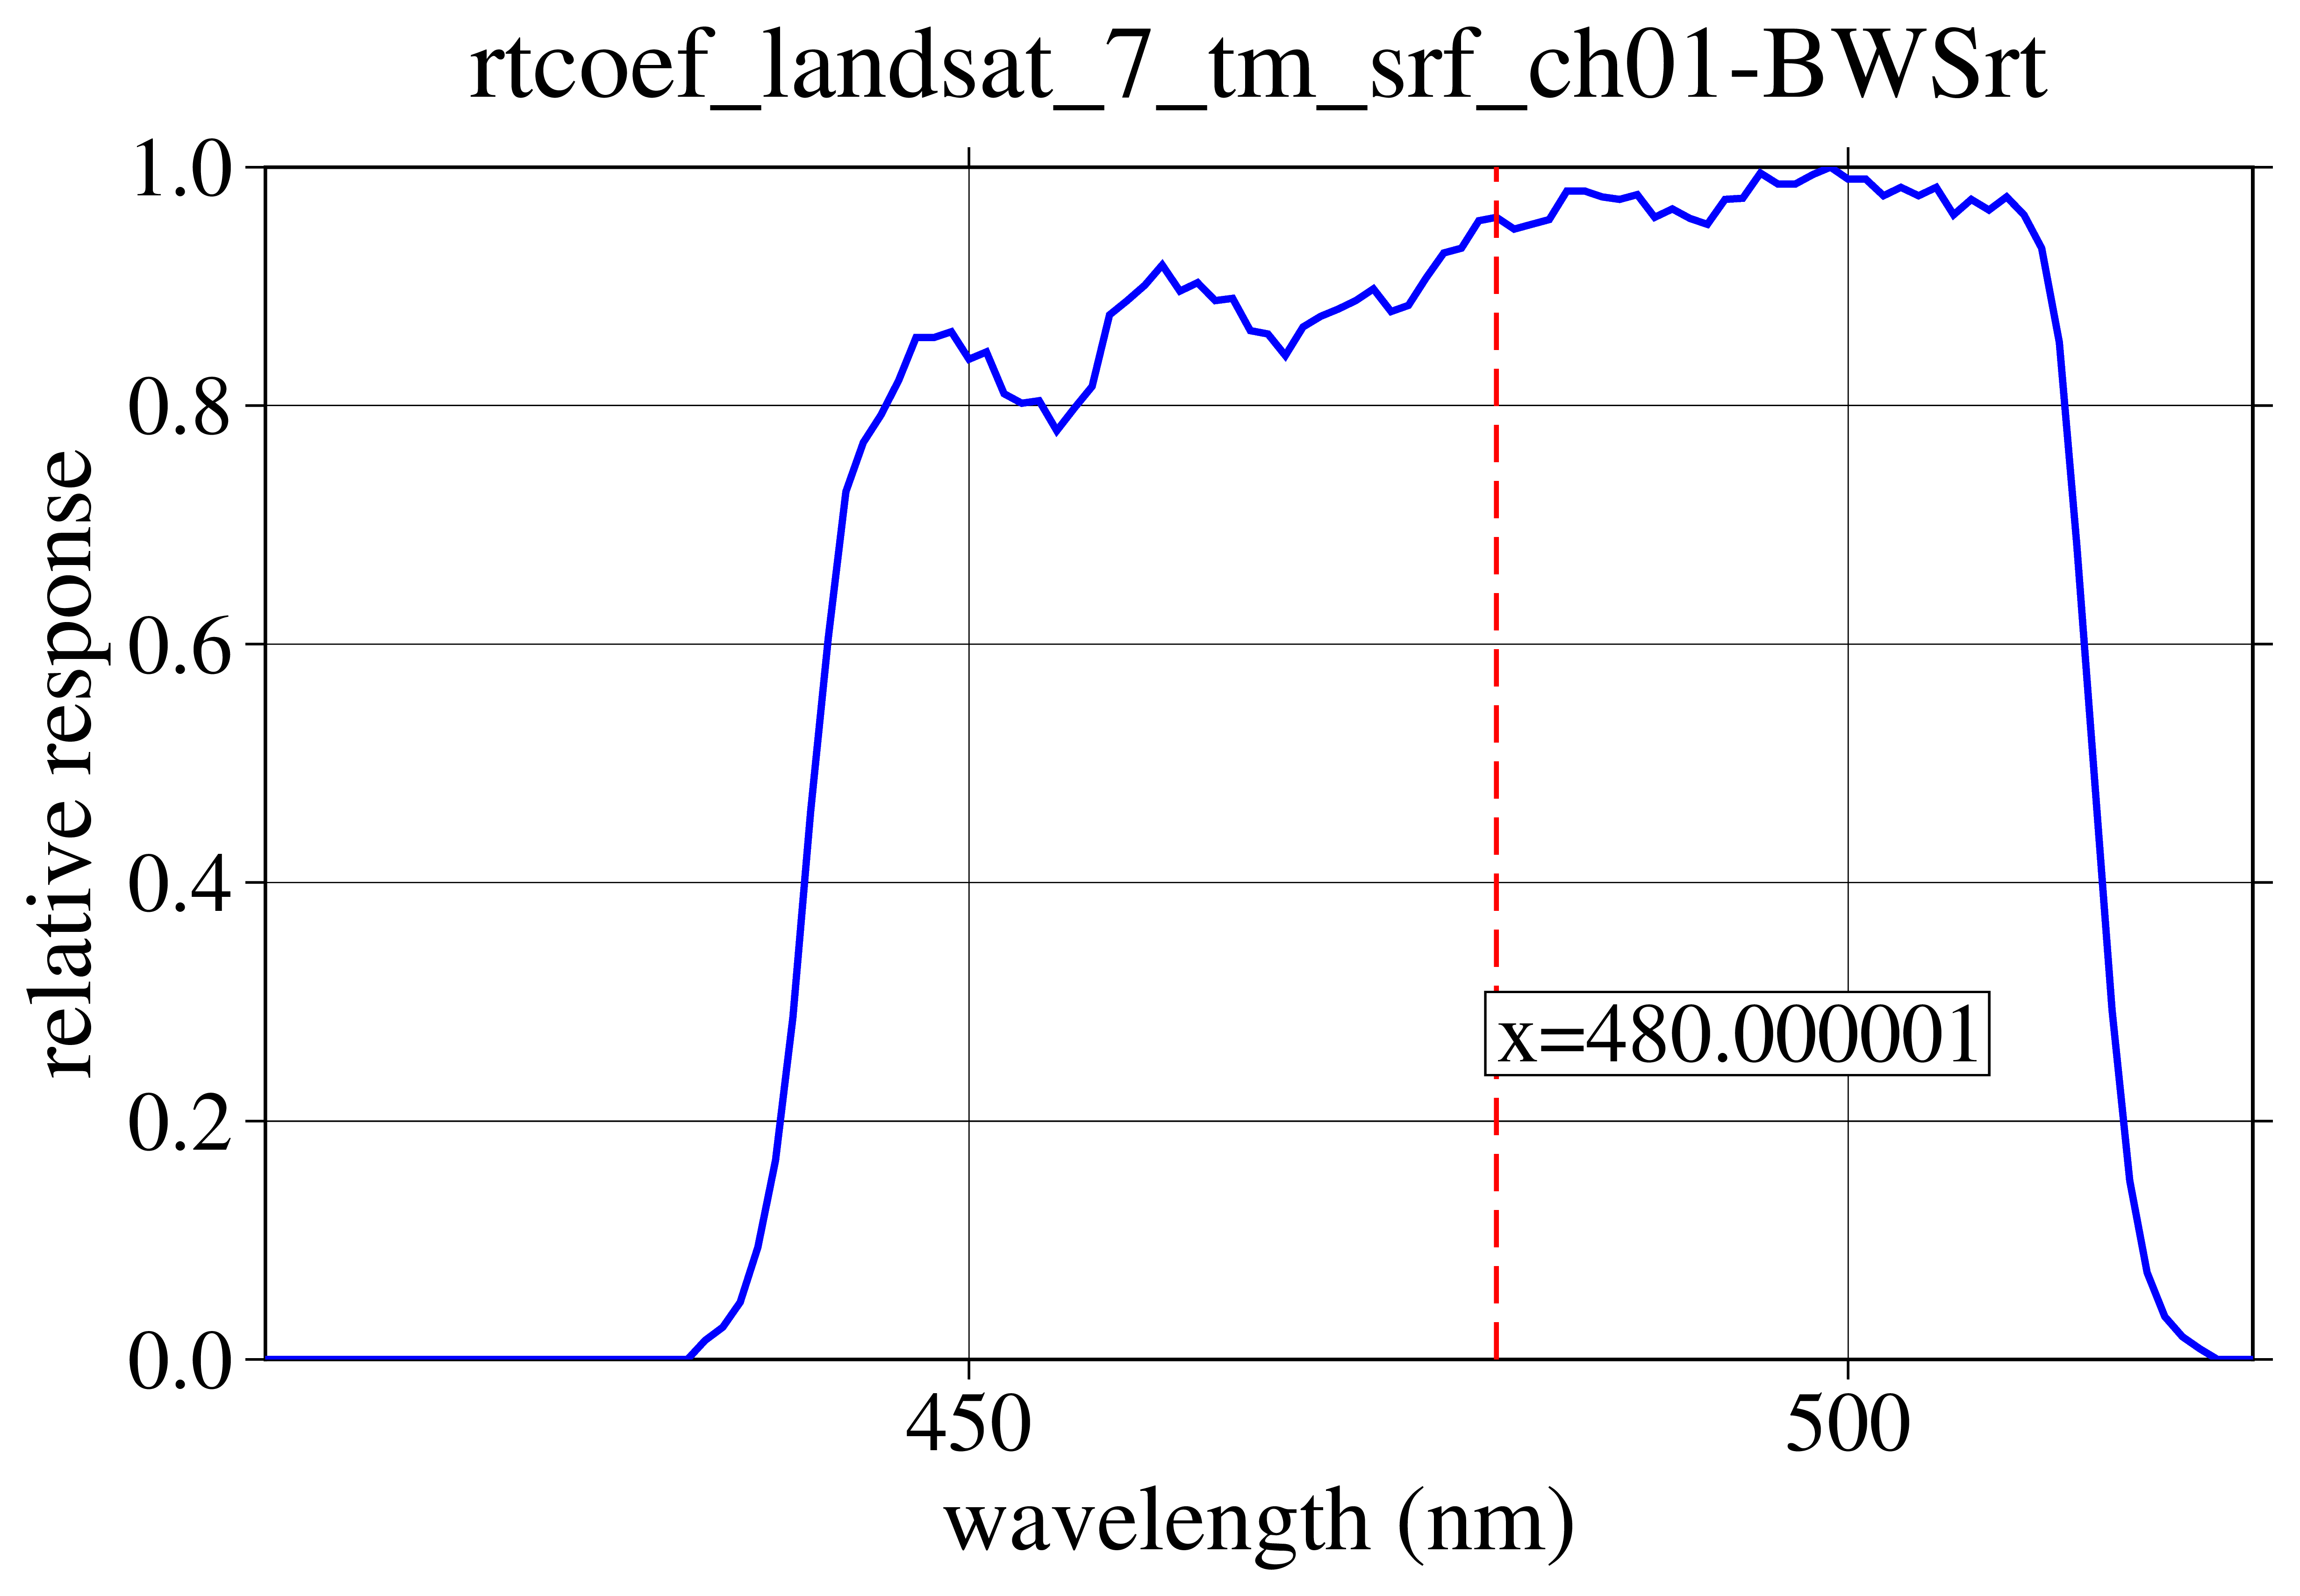 rtcoef_landsat_7_tm_srf_ch01-BWSrt
1.0
0.8
0.6
0.4
0.2
0.0
relative response
x=480.000001
450
500
wavelength (nm)